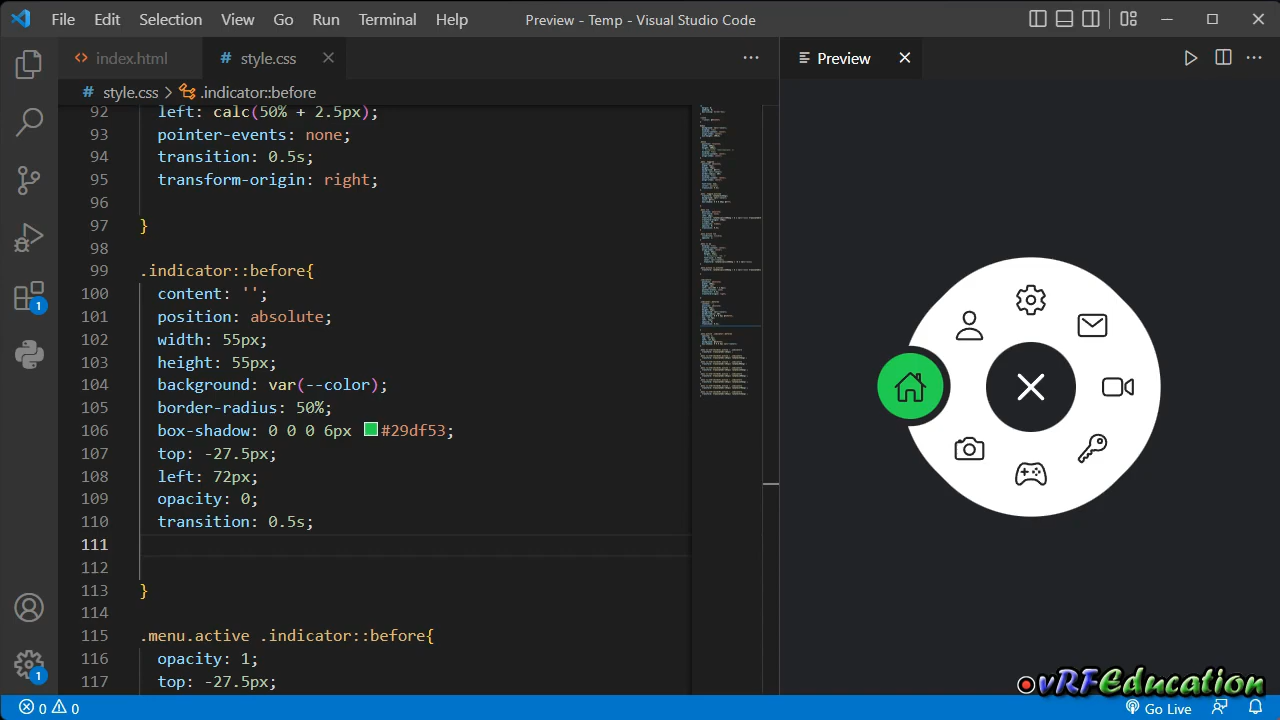 File Edit Selection View Go Run Terminal Help
Preview - Temp - Visual Studio Code
<> index.html
# style.css
Preview
# style.css > .indicator::before
92 left: calc(50% + 2.5px);
93 pointer-events: none;
94 transition: 0.5s;
95 transform-origin: right;
96
97 }
98
99 .indicator::before{
100 content: '';
101 position: absolute;
102 width: 55px;
103 height: 55px;
104 background: var(--color);
105 border-radius: 50%;
106 box-shadow: 0 0 0 6px #29df53;
107 top: -27.5px;
108 left: 72px;
109 opacity: 0;
110 transition: 0.5s;
111
112
113 }
114
115 .menu.active .indicator::before{
116 opacity: 1;
117 top: -27.5px;
1
1
vRFEducation
0 0
Go Live